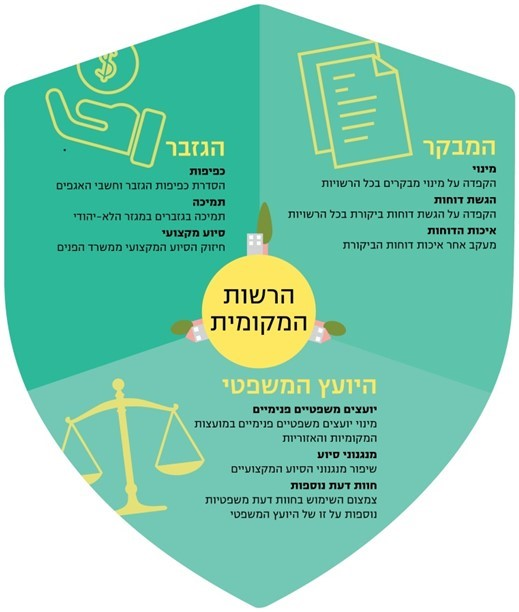 המבקר
מינוי
הקפדה על מינוי מבקרים בכל הרשויות
הגשת דוחות
הקפדה על הגשת דוחות ביקורת בכל הרשויות
איכות הדוחות
מעקב אחר איכות דוחות הביקורת
הגזבר
כפיפות
הסדרת כפיפות הגזבר וחשבי האגפים
תמיכה
תמיכה בגזברים במגזר הלא-יהודי
סיוע מקצועי
חיזוק הסיוע המקצועי ממשרד הפנים
הרשות
המקומית
היועץ המשפטי
יועצים משפטיים פנימיים
מינוי יועצים משפטיים פנימיים במועצות
המקומיות והאזוריות
מנגנוני סיוע
שיפור מנגנוני הסיוע המקצועיים
חוות דעת נוספות
צמצום השימוש בחוות דעת משפטיות
נוספות על זו של היועץ המשפטי